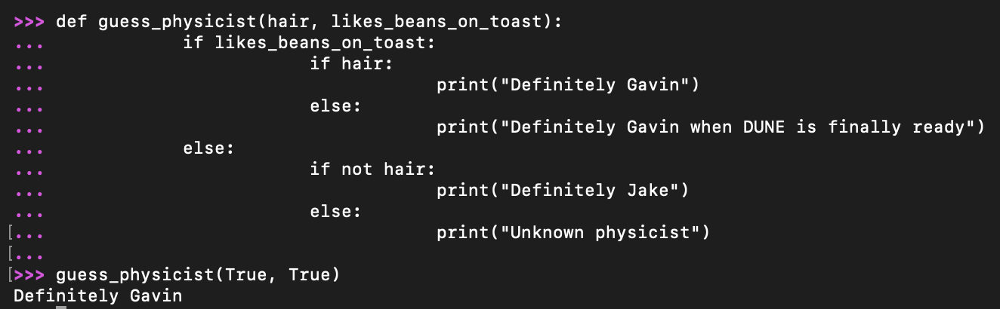 >>> def guess_physicist(hair, likes_beans_on_toast):
...             if likes_beans_on_toast:
...                         if hair:
...                                     print("Definitely Gavin")
...                         else:
...                                     print("Definitely Gavin when DUNE is finally ready")
...             else:
...                         if not hair:
...                                     print("Definitely Jake")
...                         else:
[...                                     print("Unknown physicist")
[...
[>>> guess_physicist(True, True)
Definitely Gavin